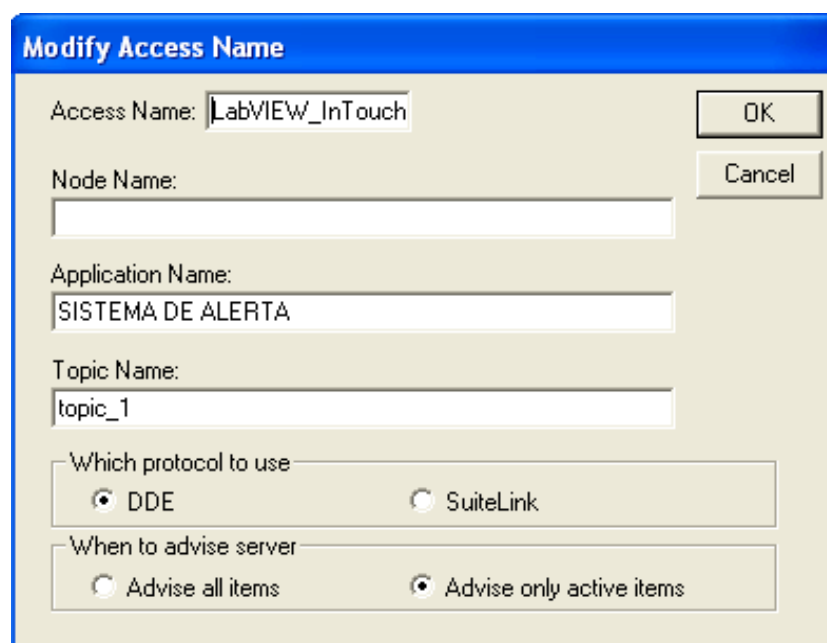 Modify Access Name
Access Name: LabVIEW_InTouch
OK
Node Name:
Cancel
Application Name:
SISTEMA DE ALERTA
Topic Name:
topic_1
Which protocol to use
DDE SuiteLink
When to advise server
Advise all items Advise only active items